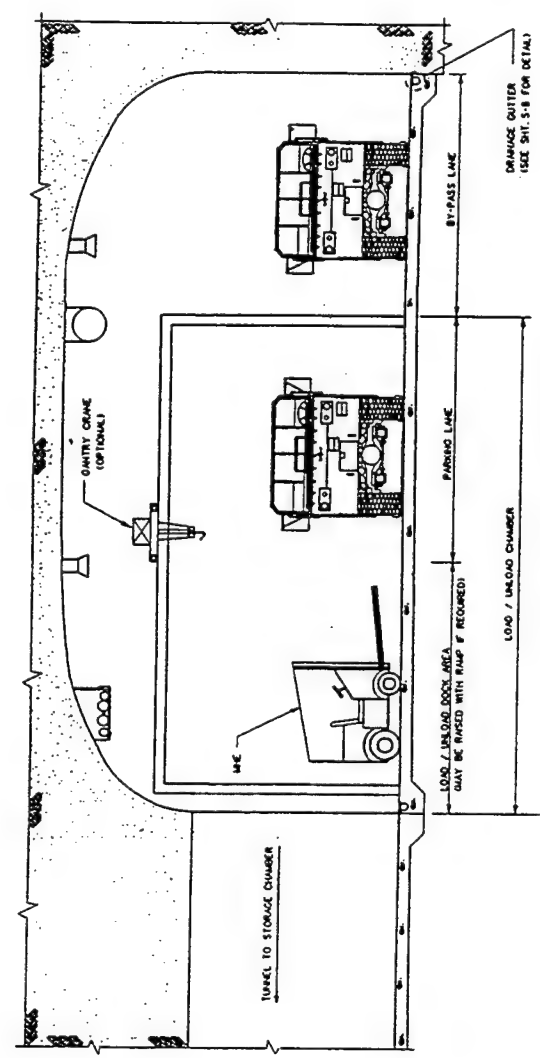 GANTRY CRANE
(OPTIONAL)
MHE
TUNNEL TO STORAGE CHAMBER
LOAD / UNLOAD DOCK AREA
(MAY BE RAISED WITH RAMP IF REQUIRED)
PARKING LANE
BY-PASS LANE
LOAD / UNLOAD CHAMBER
DRAINAGE GUTTER
(SEE SHT. S-8 FOR DETAIL)